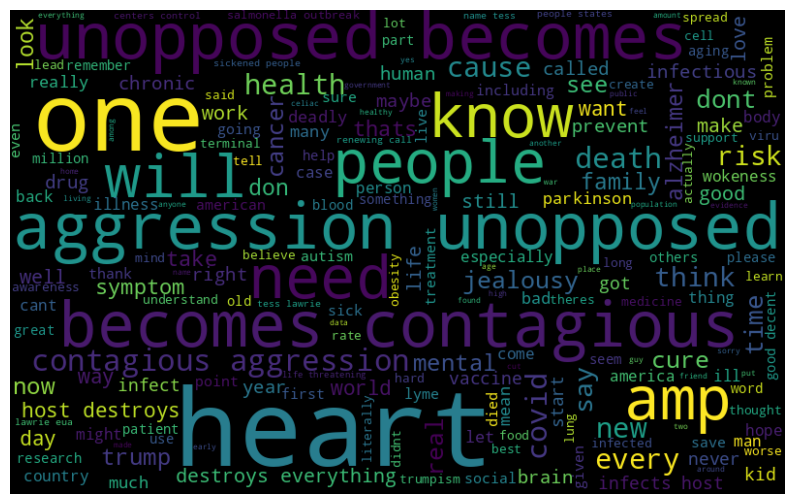 everything centers control salmonella outbreak people states name tess amount
unopposed becomes
look lead remember sickened people lot part yes cause called cell aging spread love
really chronic health human government see create infectious problem
one said work cancer celiac healthy sure maybe including public know want dont body
even going deadly thats live prevent feel alzheimer make support viru
million terminal tell many renewing call another death risk
will help people family actually
drug don case person war parkinson wokeness
back home illness american blood something women still population good
aggression unopposed
living anyone evidence
mind take believe autism especially others please
well thank right need life age jealousy think long learn
awareness symptom name obesity treatment got place medicine time
cant understand old sick found bad theres thing
great tess lawrie data rate high
becomes contagious
contagious aggression mental come seem guy sorry cure
way point life threatening hard cut vaccine america ill put
now infect year world lyme covid start say amp word
host destroys first died mean friend new thought
lawrie eua might patient heart literally let food lung infected save man hope
day use didnt best given two never worse
research trump real trumpism social brain every around kid
country much early made destroys everything infects host good decent